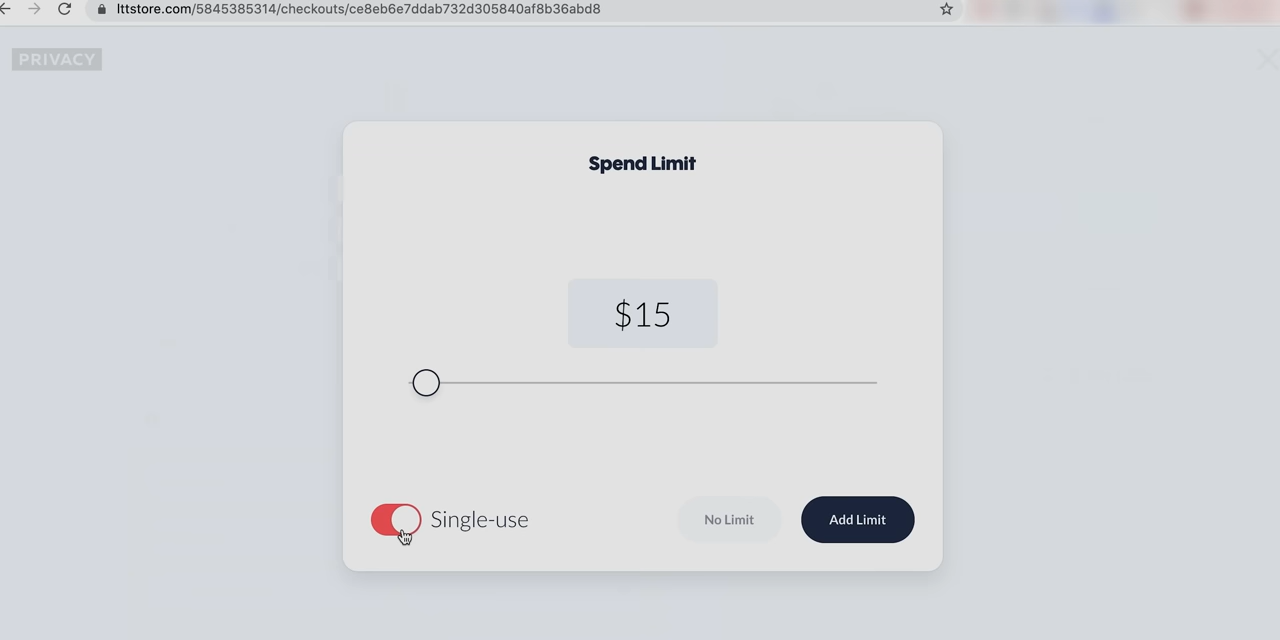 lttstore.com/5845385314/checkouts/ce8eb6e7ddab732d305840af8b36abd8
PRIVACY
Spend Limit
$15
Single-use
No Limit
Add Limit